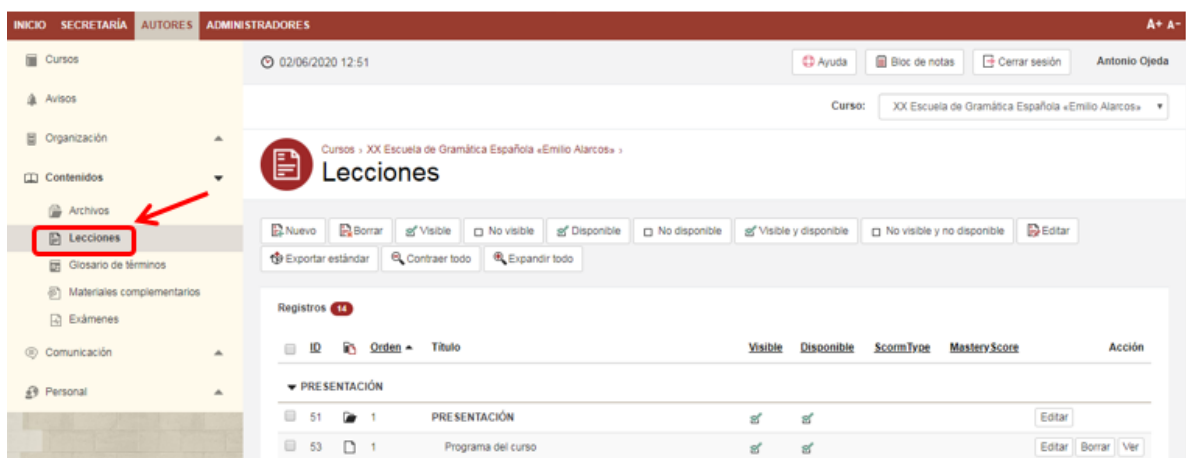 INICIO SECRETARÍA AUTORES ADMINISTRADORES A+ A-
Cursos
02/06/2020 12:51 Ayuda Bloc de notas Cerrar sesión Antonio Ojeda
Avisos
Curso: XX Escuela de Gramática Española «Emilio Alarcos»
Organización
Cursos › XX Escuela de Gramática Española «Emilio Alarcos» ›
Lecciones
Contenidos
Archivos
Lecciones
Glosario de términos
Materiales complementarios
Exámenes
Comunicación
Personal
Nuevo Borrar Visible No visible Disponible No disponible Visible y disponible No visible y no disponible Editar
Exportar estándar Contraer todo Expandir todo
Registros 14
ID Orden Título Visible Disponible ScormType MasteryScore Acción
PRESENTACIÓN
51 1 PRESENTACIÓN Editar
53 1 Programa del curso Editar Borrar Ver